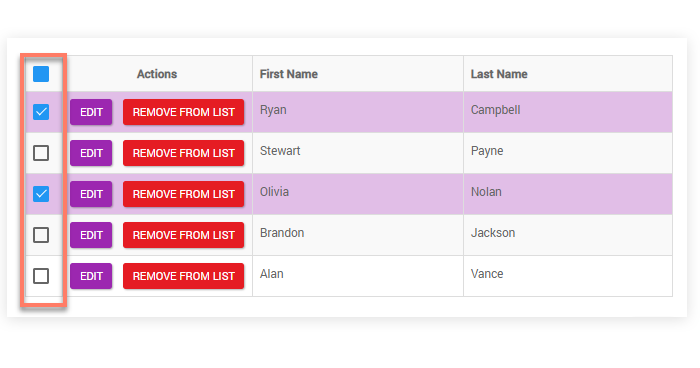 Actions First Name Last Name
EDIT REMOVE FROM LIST Ryan Campbell
EDIT REMOVE FROM LIST Stewart Payne
EDIT REMOVE FROM LIST Olivia Nolan
EDIT REMOVE FROM LIST Brandon Jackson
EDIT REMOVE FROM LIST Alan Vance